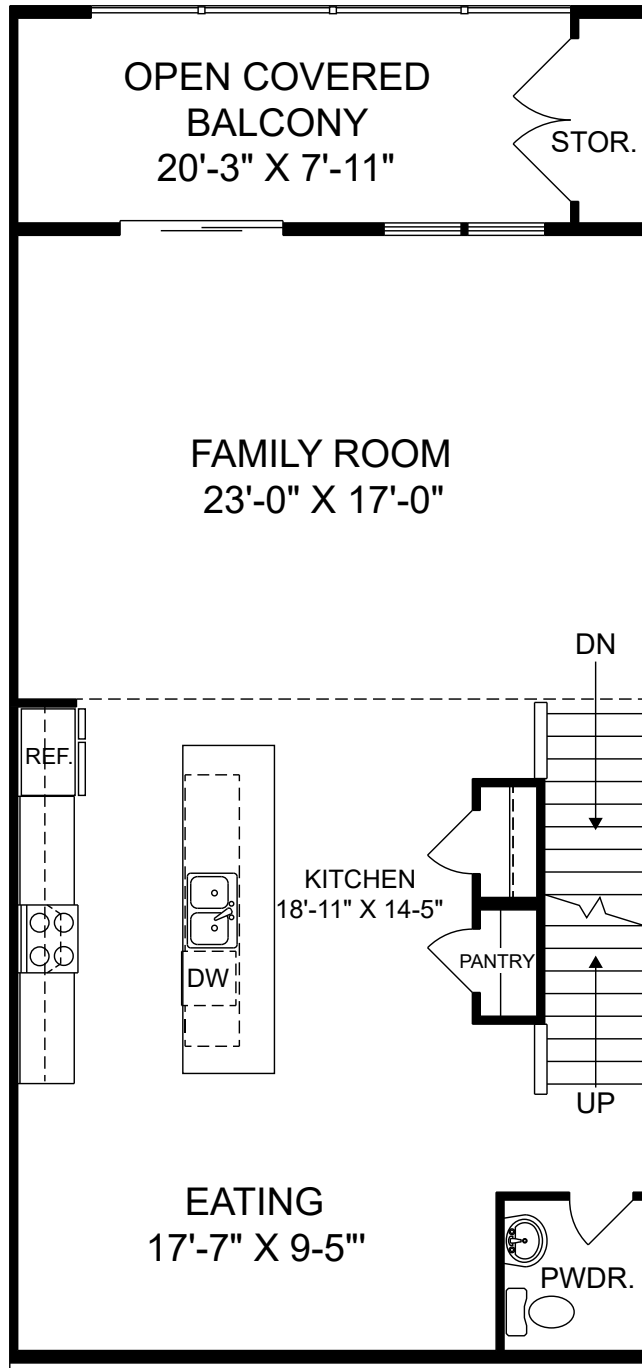 OPEN COVERED
BALCONY
20'-3" X 7'-11"
STOR.
FAMILY ROOM
23'-0" X 17'-0"
DN
REF.
KITCHEN
18'-11" X 14-5"
PANTRY
DW
UP
EATING
17'-7" X 9-5"'
PWDR.